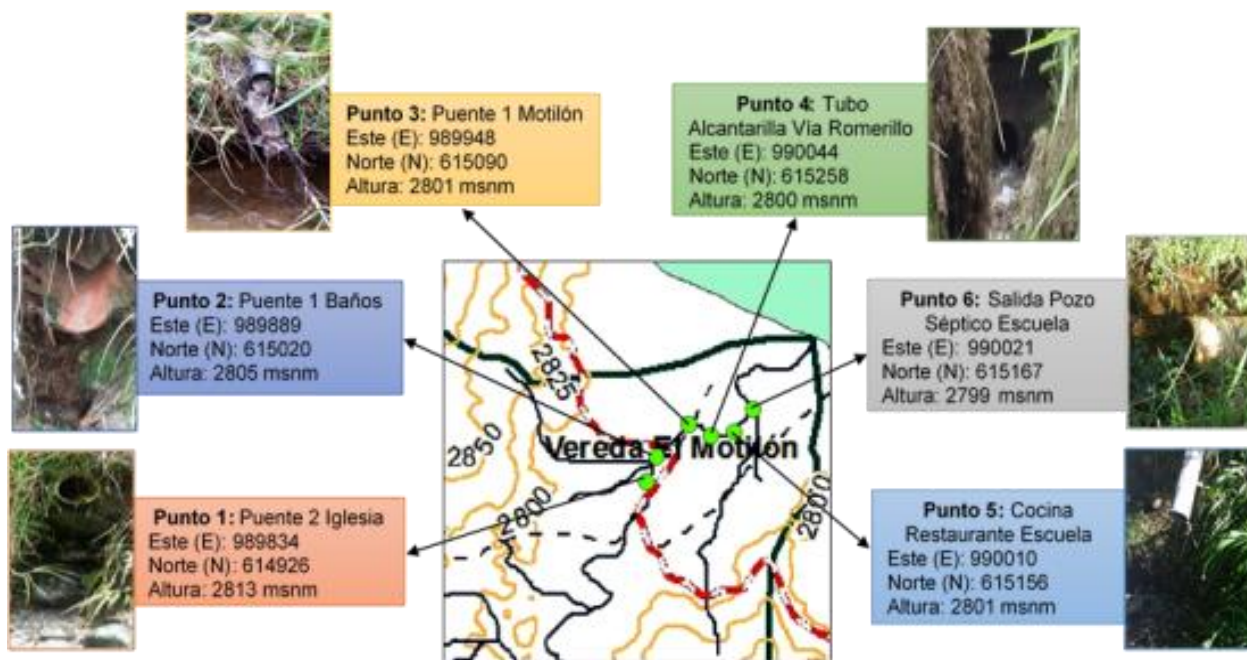 Punto 3: Puente 1 Motilón
Este (E): 989948
Norte (N): 615090
Altura: 2801 msnm
Punto 4: Tubo
Alcantarilla Vía Romerillo
Este (E): 990044
Norte (N): 615258
Altura: 2800 msnm
Punto 2: Puente 1 Baños
Este (E): 989889
Norte (N): 615020
Altura: 2805 msnm
Punto 6: Salida Pozo
Séptico Escuela
Este (E): 990021
Norte (N): 615167
Altura: 2799 msnm
Punto 1: Puente 2 Iglesia
Este (E): 989834
Norte (N): 614926
Altura: 2813 msnm
Punto 5: Cocina
Restaurante Escuela
Este (E): 990010
Norte (N): 615156
Altura: 2801 msnm
2825
2850
Vereda El Motilón
2800
2800